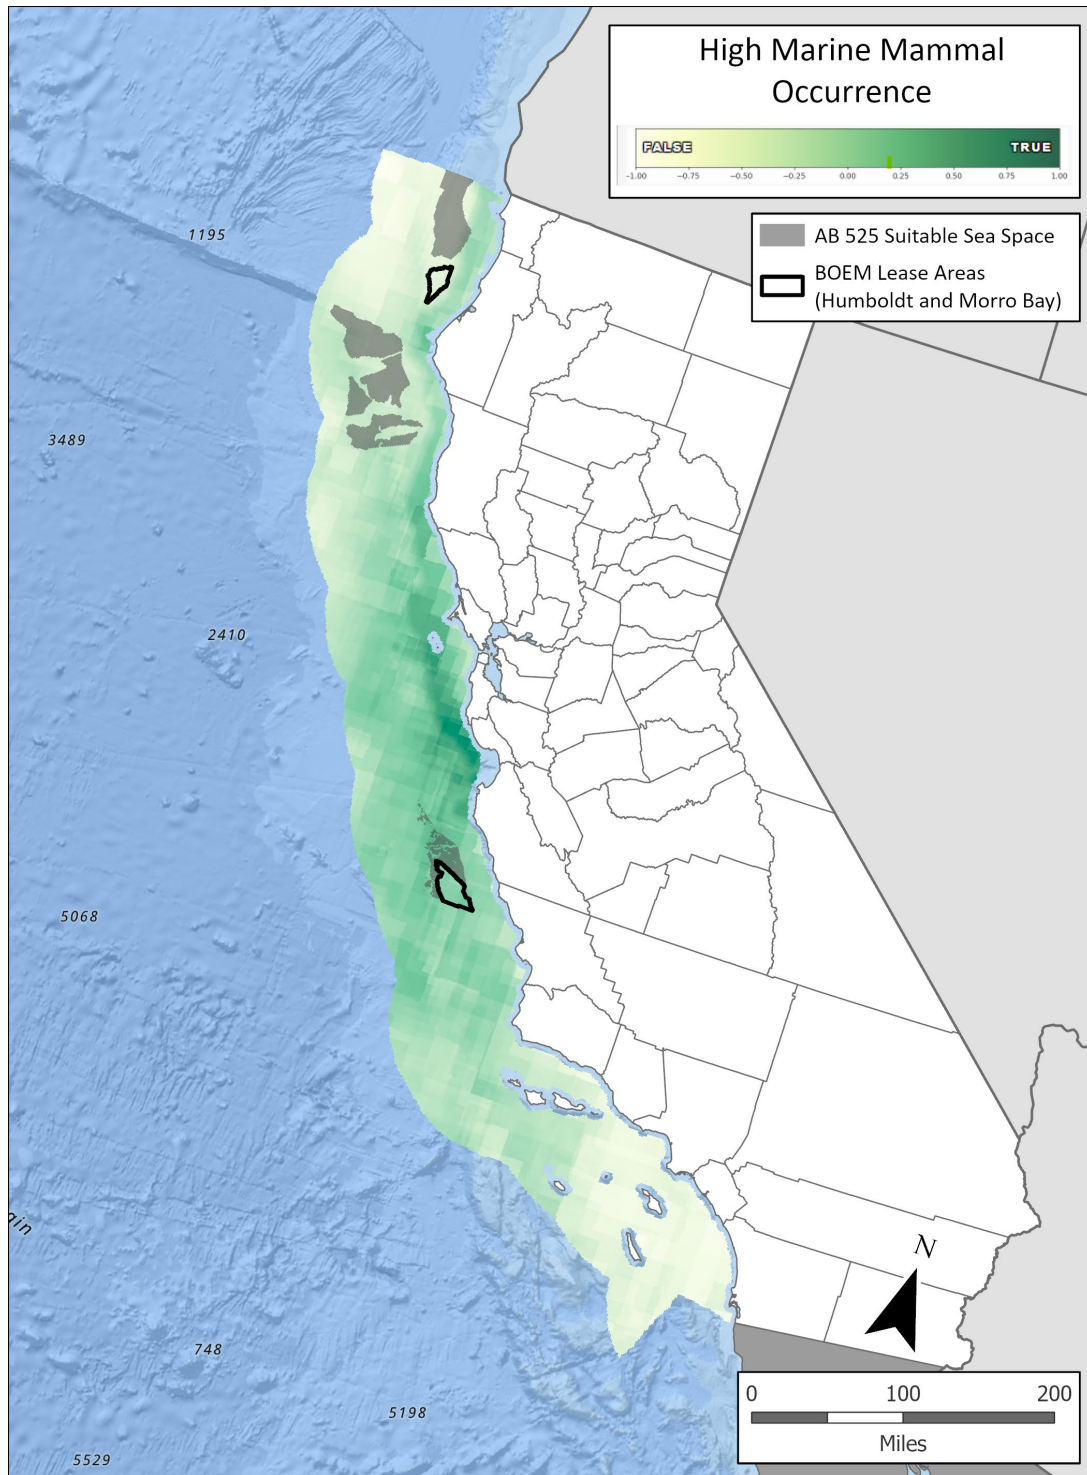 High Marine Mammal
Occurrence
FALSE TRUE
-1.00 -0.75 -0.50 -0.25 0.00 0.25 0.50 0.75 1.00
AB 525 Suitable Sea Space
BOEM Lease Areas
(Humboldt and Morro Bay)
1195
3489
2410
5068
gin
N
748
5198
5529
0 100 200
Miles